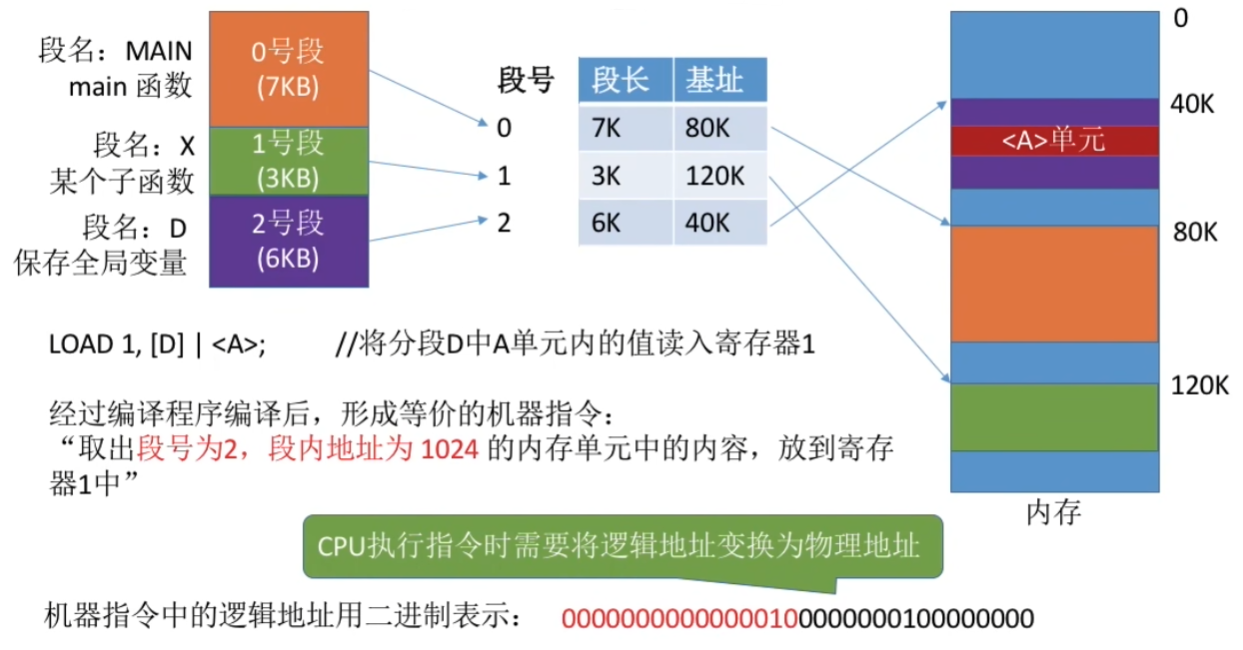 段名：MAIN
main 函数
0号段
(7KB)
段名：X
某个子函数
1号段
(3KB)
段名：D
保存全局变量
2号段
(6KB)
段号 段长 基址
0 7K 80K
1 3K 120K
2 6K 40K
0
40K
<A>单元
80K
120K
内存
LOAD 1, [D] | <A>; //将分段D中A单元内的值读入寄存器1
经过编译程序编译后，形成等价的机器指令：
“取出段号为2，段内地址为 1024 的内存单元中的内容，放到寄存
器1中”
CPU执行指令时需要将逻辑地址变换为物理地址
机器指令中的逻辑地址用二进制表示： 00000000000000100000000100000000